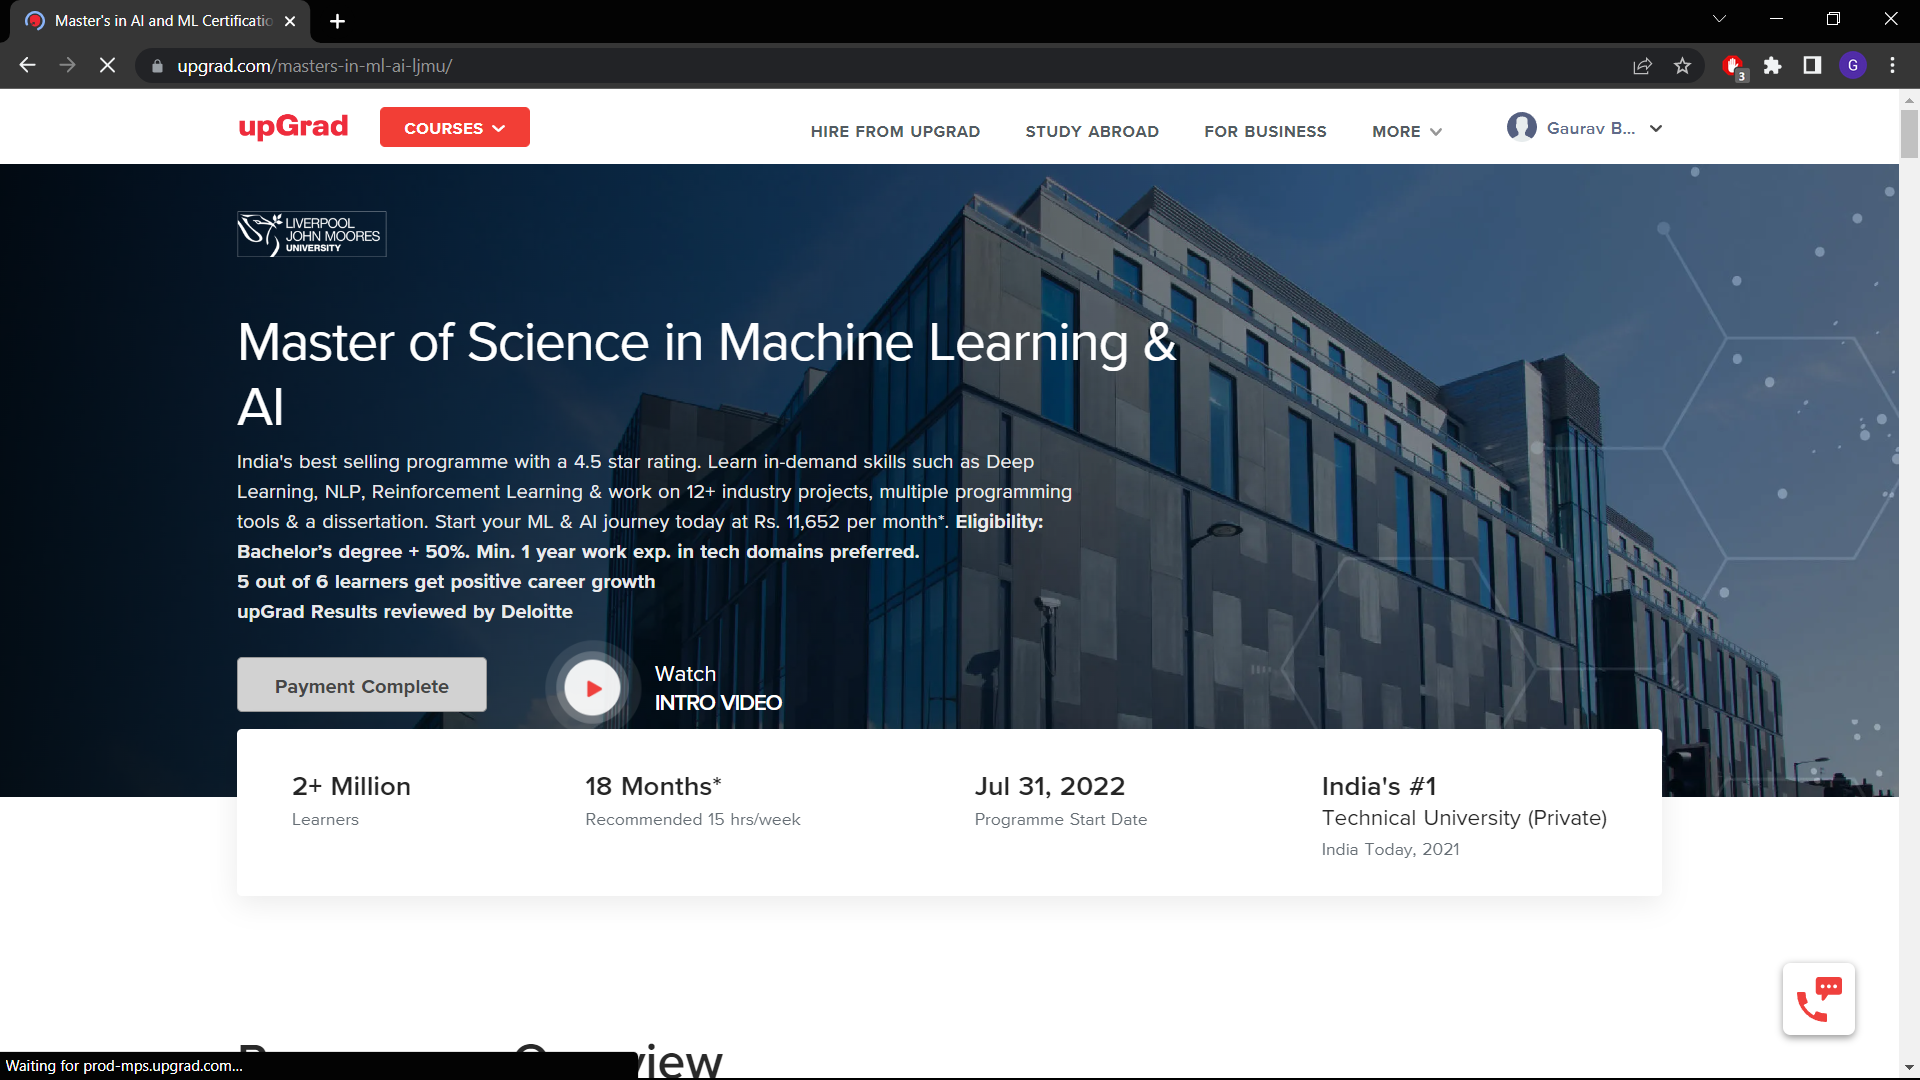 Master's in AI and ML Certificatio
upgrad.com/masters-in-ml-ai-ljmu/
3
G
upGrad
COURSES
HIRE FROM UPGRAD
STUDY ABROAD
FOR BUSINESS
MORE
Gaurav B...
LIVERPOOL
JOHN MOORES
UNIVERSITY
Master of Science in Machine Learning &
AI
India's best selling programme with a 4.5 star rating. Learn in-demand skills such as Deep
Learning, NLP, Reinforcement Learning & work on 12+ industry projects, multiple programming
tools & a dissertation. Start your ML & AI journey today at Rs. 11,652 per month*. Eligibility:
Bachelor’s degree + 50%. Min. 1 year work exp. in tech domains preferred.
5 out of 6 learners get positive career growth
upGrad Results reviewed by Deloitte
Payment Complete
Watch
INTRO VIDEO
2+ Million
Learners
18 Months*
Recommended 15 hrs/week
Jul 31, 2022
Programme Start Date
India's #1
Technical University (Private)
India Today, 2021
Waiting for prod-mps.upgrad.com...